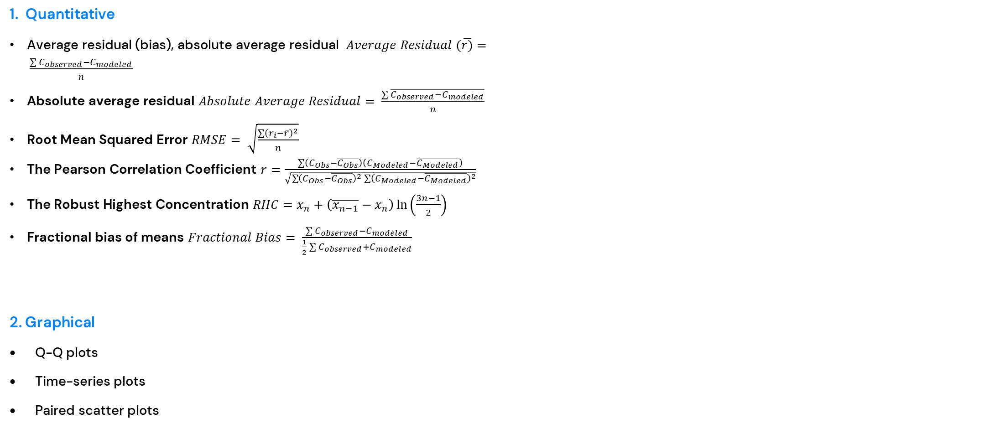 1. Quantitative
• Average residual (bias), absolute average residual $Average\ Residual\ (\overline{r)} =$
$\frac{\sum C_{observed}-C_{modeled}}{n}$
• Absolute average residual $Absolute\ Average\ Residual = \frac{\sum \overline{C_{observed}-C_{modeled}}}{n}$
• Root Mean Squared Error $RMSE = \sqrt{\frac{\sum(r_i-\bar{r})^2}{n}}$
• The Pearson Correlation Coefficient $r = \frac{\sum(C_{Obs}-\overline{C_{Obs}})(C_{Modeled}-\overline{C_{Modeled}})}{\sqrt{\sum(C_{Obs}-\overline{C_{Obs}})^2\ \sum(C_{Modeled}-\overline{C_{Modeled}})^2}}$
• The Robust Highest Concentration $RHC = x_n + (\overline{x_{n-1}} - x_n) \ln\left(\frac{3n-1}{2}\right)$
• Fractional bias of means $Fractional\ Bias = \frac{\sum C_{observed}-C_{modeled}}{\frac{1}{2}\sum C_{observed}+C_{modeled}}$
2. Graphical
• Q-Q plots
• Time-series plots
• Paired scatter plots